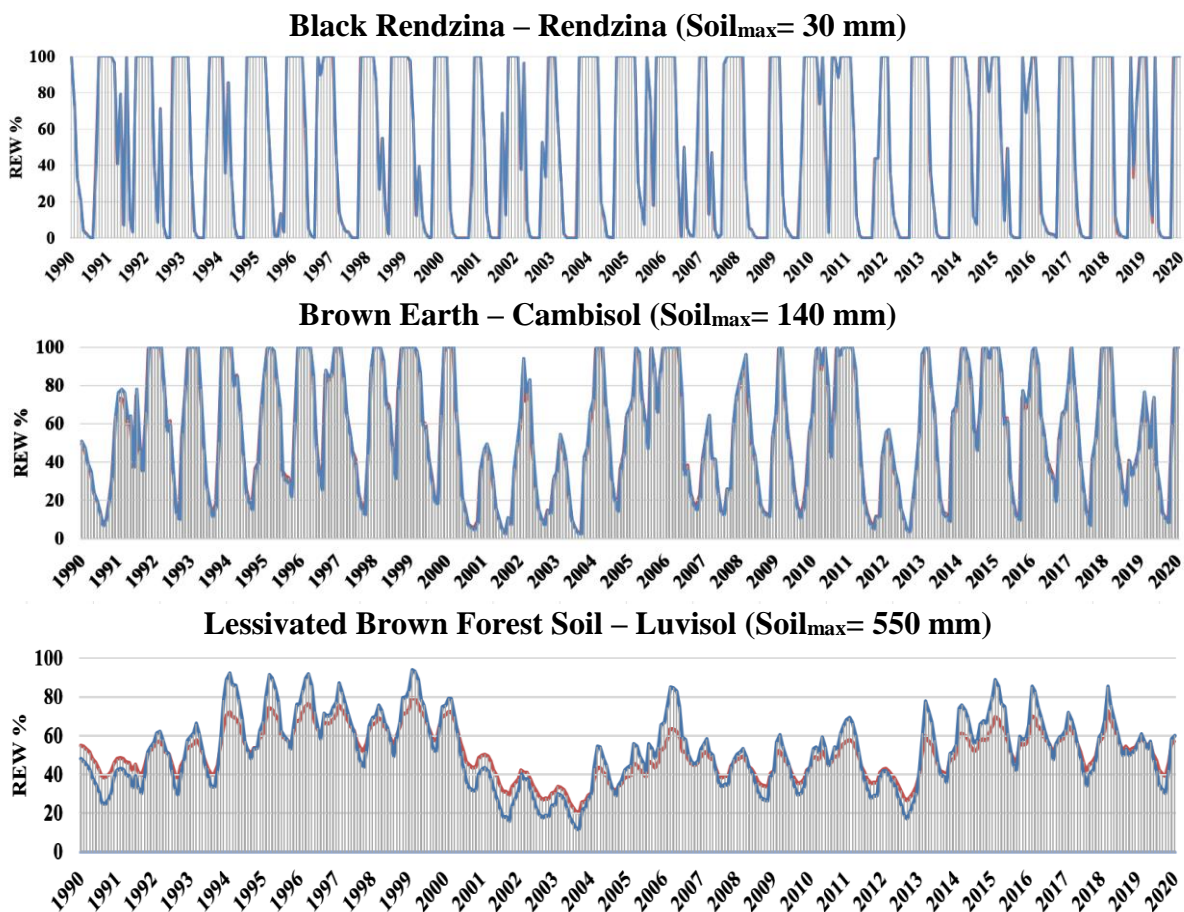 Black Rendzina – Rendzina (Soilmax= 30 mm)
REW %
100
80
60
40
20
0
1990 1991 1992 1993 1994 1995 1996 1997 1998 1999 2000 2001 2002 2003 2004 2005 2006 2007 2008 2009 2010 2011 2012 2013 2014 2015 2016 2017 2018 2019 2020
Brown Earth – Cambisol (Soilmax= 140 mm)
REW %
100
80
60
40
20
0
1990 1991 1992 1993 1994 1995 1996 1997 1998 1999 2000 2001 2002 2003 2004 2005 2006 2007 2008 2009 2010 2011 2012 2013 2014 2015 2016 2017 2018 2019 2020
Lessivated Brown Forest Soil – Luvisol (Soilmax= 550 mm)
REW %
100
80
60
40
20
0
1990 1991 1992 1993 1994 1995 1996 1997 1998 1999 2000 2001 2002 2003 2004 2005 2006 2007 2008 2009 2010 2011 2012 2013 2014 2015 2016 2017 2018 2019 2020